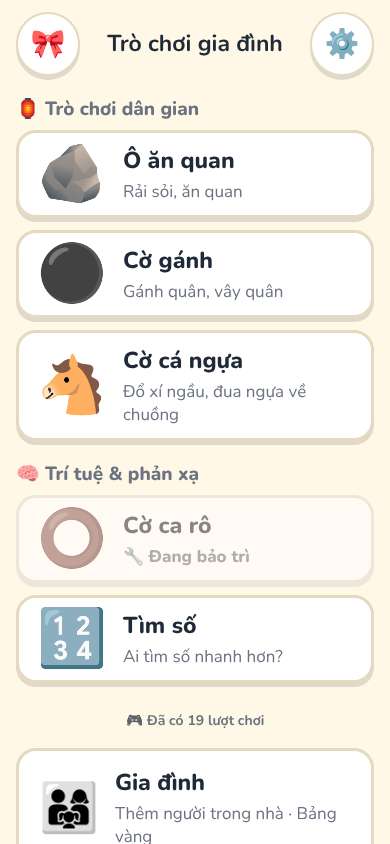 Trò chơi gia đình
Trò chơi dân gian
Ô ăn quan
Rải sỏi, ăn quan
Cờ gánh
Gánh quân, vây quân
Cờ cá ngựa
Đổ xí ngầu, đua ngựa về
chuồng
Trí tuệ & phản xạ
Cờ ca rô
Đang bảo trì
1 2
3 4
Tìm số
Ai tìm số nhanh hơn?
Đã có 19 lượt chơi
Gia đình
Thêm người trong nhà · Bảng
vàng